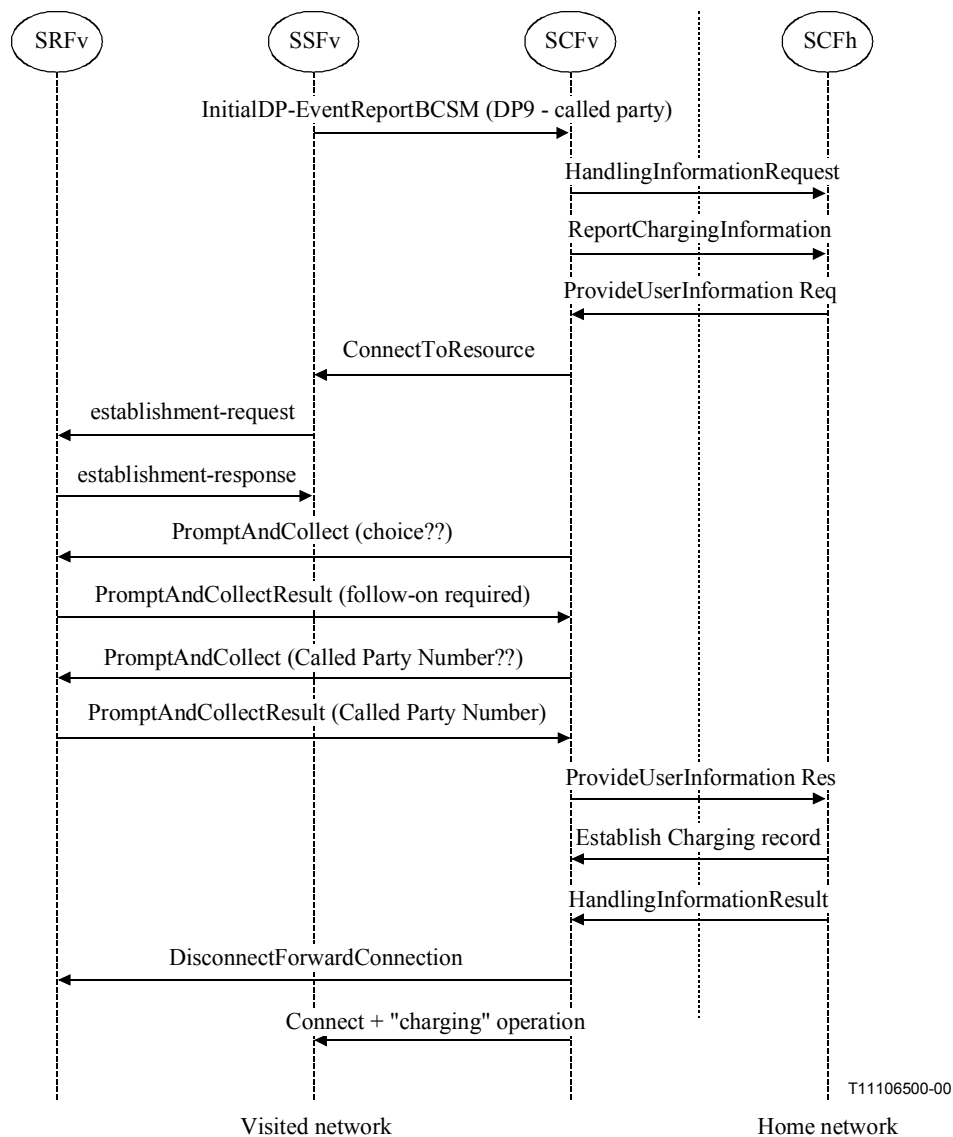 SRFv
SSFv
SCFv
SCFh
InitialDP-EventReportBCSM (DP9 - called party)
HandlingInformationRequest
ReportChargingInformation
ProvideUserInformation Req
ConnectToResource
establishment-request
establishment-response
PromptAndCollect (choice??)
PromptAndCollectResult (follow-on required)
PromptAndCollect (Called Party Number??)
PromptAndCollectResult (Called Party Number)
ProvideUserInformation Res
Establish Charging record
HandlingInformationResult
DisconnectForwardConnection
Connect + "charging" operation
T11106500-00
Visited network
Home network